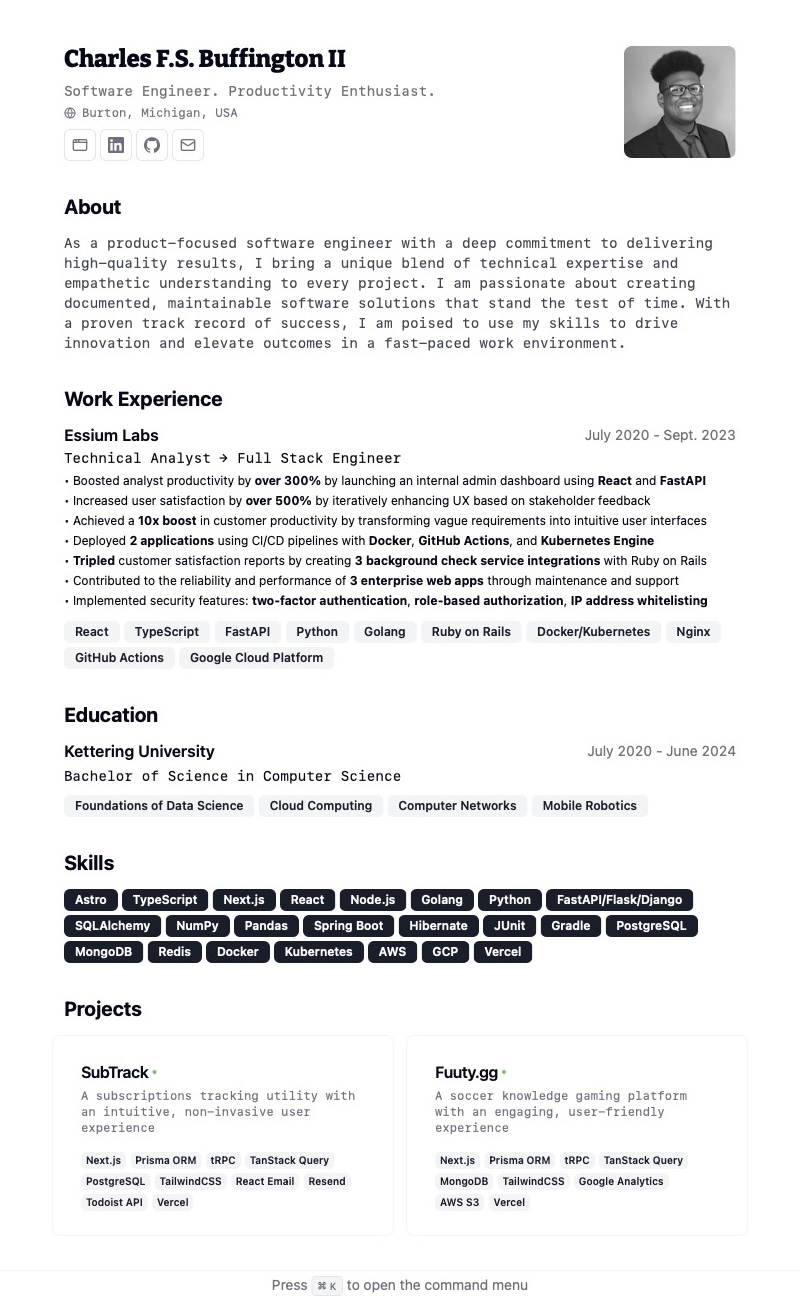 Charles F.S. Buffington II
Software Engineer. Productivity Enthusiast.
Burton, Michigan, USA
About
As a product-focused software engineer with a deep commitment to delivering
high-quality results, I bring a unique blend of technical expertise and
empathetic understanding to every project. I am passionate about creating
documented, maintainable software solutions that stand the test of time. With
a proven track record of success, I am poised to use my skills to drive
innovation and elevate outcomes in a fast-paced work environment.
Work Experience
Essium Labs July 2020 - Sept. 2023
Technical Analyst → Full Stack Engineer
• Boosted analyst productivity by over 300% by launching an internal admin dashboard using React and FastAPI
• Increased user satisfaction by over 500% by iteratively enhancing UX based on stakeholder feedback
• Achieved a 10x boost in customer productivity by transforming vague requirements into intuitive user interfaces
• Deployed 2 applications using CI/CD pipelines with Docker, GitHub Actions, and Kubernetes Engine
• Tripled customer satisfaction reports by creating 3 background check service integrations with Ruby on Rails
• Contributed to the reliability and performance of 3 enterprise web apps through maintenance and support
• Implemented security features: two-factor authentication, role-based authorization, IP address whitelisting
React TypeScript FastAPI Python Golang Ruby on Rails Docker/Kubernetes Nginx
GitHub Actions Google Cloud Platform
Education
Kettering University July 2020 - June 2024
Bachelor of Science in Computer Science
Foundations of Data Science Cloud Computing Computer Networks Mobile Robotics
Skills
Astro TypeScript Next.js React Node.js Golang Python FastAPI/Flask/Django
SQLAlchemy NumPy Pandas Spring Boot Hibernate JUnit Gradle PostgreSQL
MongoDB Redis Docker Kubernetes AWS GCP Vercel
Projects
SubTrack
A subscriptions tracking utility with
an intuitive, non-invasive user
experience
Next.js Prisma ORM tRPC TanStack Query
PostgreSQL TailwindCSS React Email Resend
Todoist API Vercel
Fuuty.gg
A soccer knowledge gaming platform
with an engaging, user-friendly
experience
Next.js Prisma ORM tRPC TanStack Query
MongoDB TailwindCSS Google Analytics
AWS S3 Vercel
Press ⌘ K to open the command menu